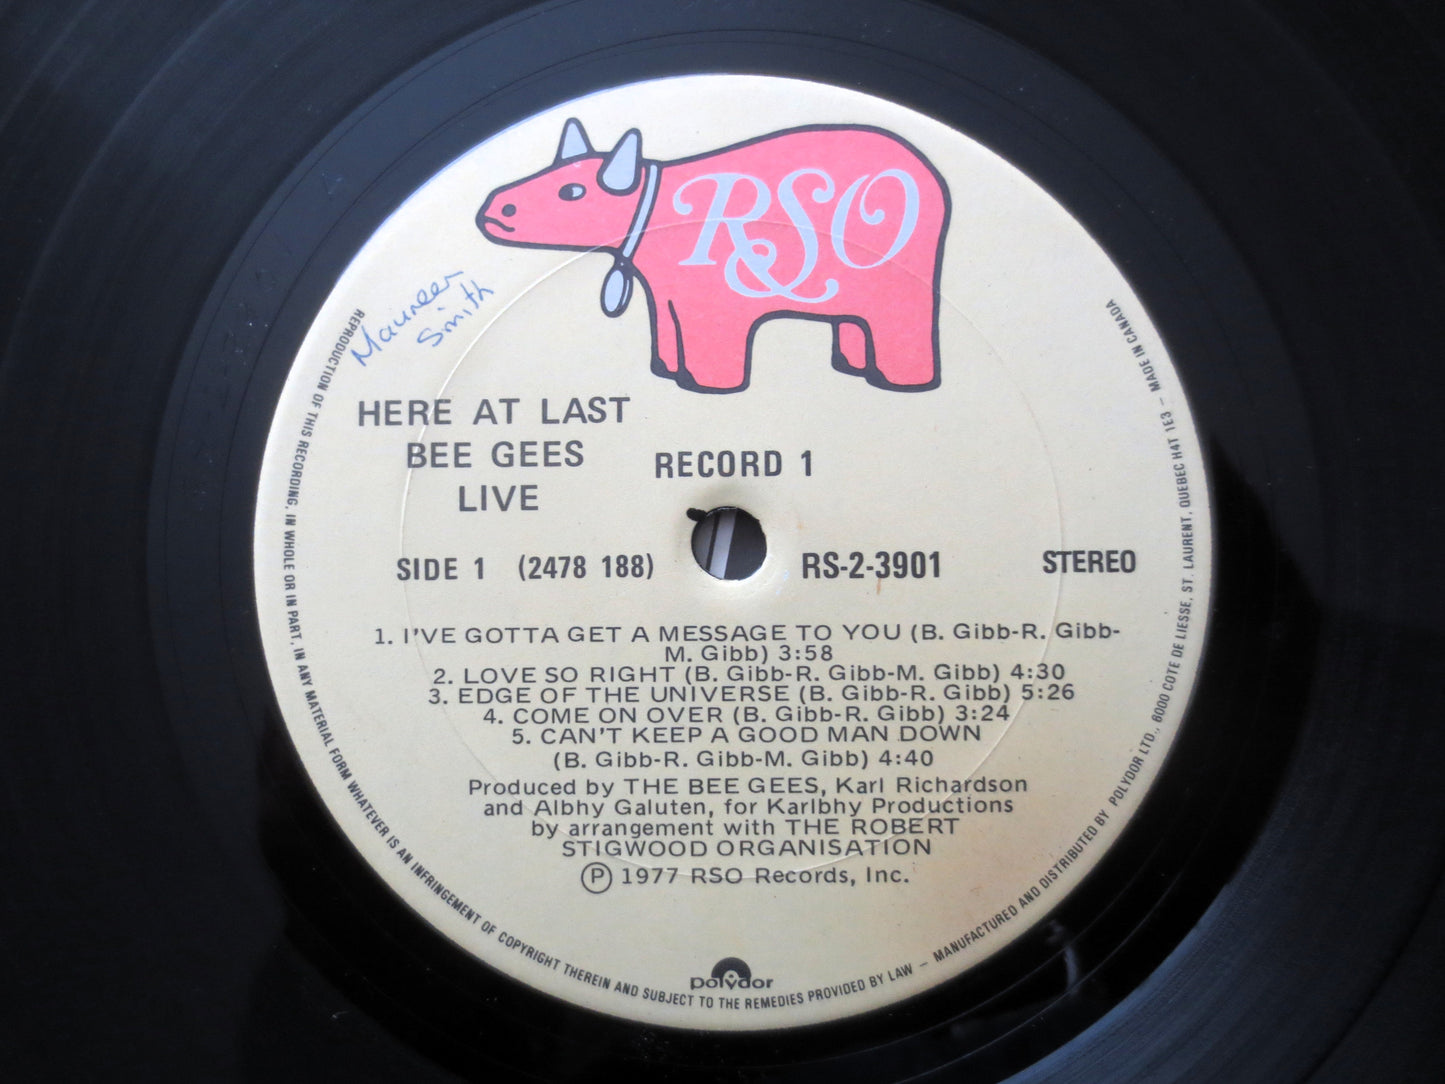 RSO
Maureen
Smith
HERE AT LAST
BEE GEES
LIVE
RECORD 1
SIDE 1 (2478 188)
RS-2-3901
STEREO
1. I'VE GOTTA GET A MESSAGE TO YOU (B. Gibb-R. Gibb-
M. Gibb) 3:58
2. LOVE SO RIGHT (B. Gibb-R. Gibb-M. Gibb) 4:30
3. EDGE OF THE UNIVERSE (B. Gibb-R. Gibb) 5:26
4. COME ON OVER (B. Gibb-R. Gibb) 3:24
5. CAN'T KEEP A GOOD MAN DOWN
(B. Gibb-R. Gibb-M. Gibb) 4:40
Produced by THE BEE GEES, Karl Richardson
and Albhy Galuten, for Karlbhy Productions
by arrangement with THE ROBERT
STIGWOOD ORGANISATION
Ⓟ 1977 RSO Records, Inc.
polydor
REPRODUCTION OF THIS RECORDING, IN WHOLE OR IN PART, IN ANY MATERIAL FORM WHATEVER IS AN INFRINGEMENT OF COPYRIGHT THEREIN AND SUBJECT TO THE REMEDIES PROVIDED BY LAW – MANUFACTURED AND DISTRIBUTED BY POLYDOR LTD., 6000 COTE DE LIESSE, ST. LAURENT, QUEBEC H4T 1E3 – MADE IN CANADA